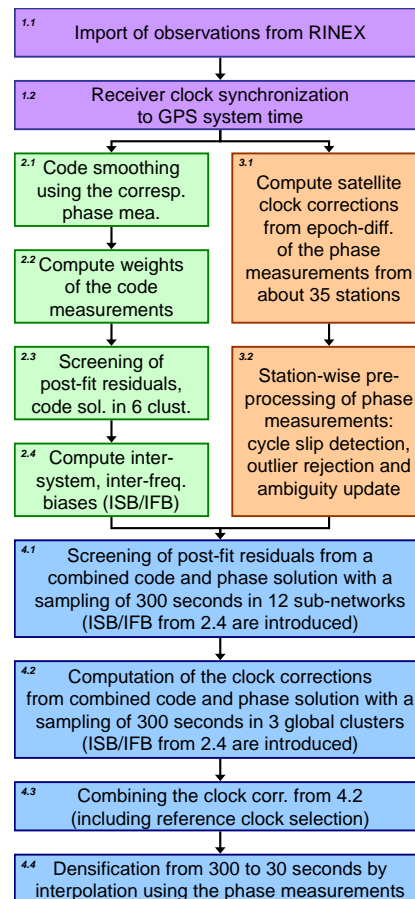 1.1
Import of observations from RINEX
1.2
Receiver clock synchronization
to GPS system time
2.1
Code smoothing
using the corresp.
phase mea.
2.2
Compute weights
of the code
measurements
2.3
Screening of
post-fit residuals,
code sol. in 6 clust.
2.4
Compute inter-
system, inter-freq.
biases (ISB/IFB)
3.1
Compute satellite
clock corrections
from epoch-diff.
of the phase
measurements from
about 35 stations
3.2
Station-wise pre-
processing of phase
measurements:
cycle slip detection,
outlier rejection and
ambiguity update
4.1
Screening of post-fit residuals from a
combined code and phase solution with a
sampling of 300 seconds in 12 sub-networks
(ISB/IFB from 2.4 are introduced)
4.2
Computation of the clock corrections
from combined code and phase solution with a
sampling of 300 seconds in 3 global clusters
(ISB/IFB from 2.4 are introduced)
4.3
Combining the clock corr. from 4.2
(including reference clock selection)
4.4
Densification from 300 to 30 seconds by
interpolation using the phase measurements